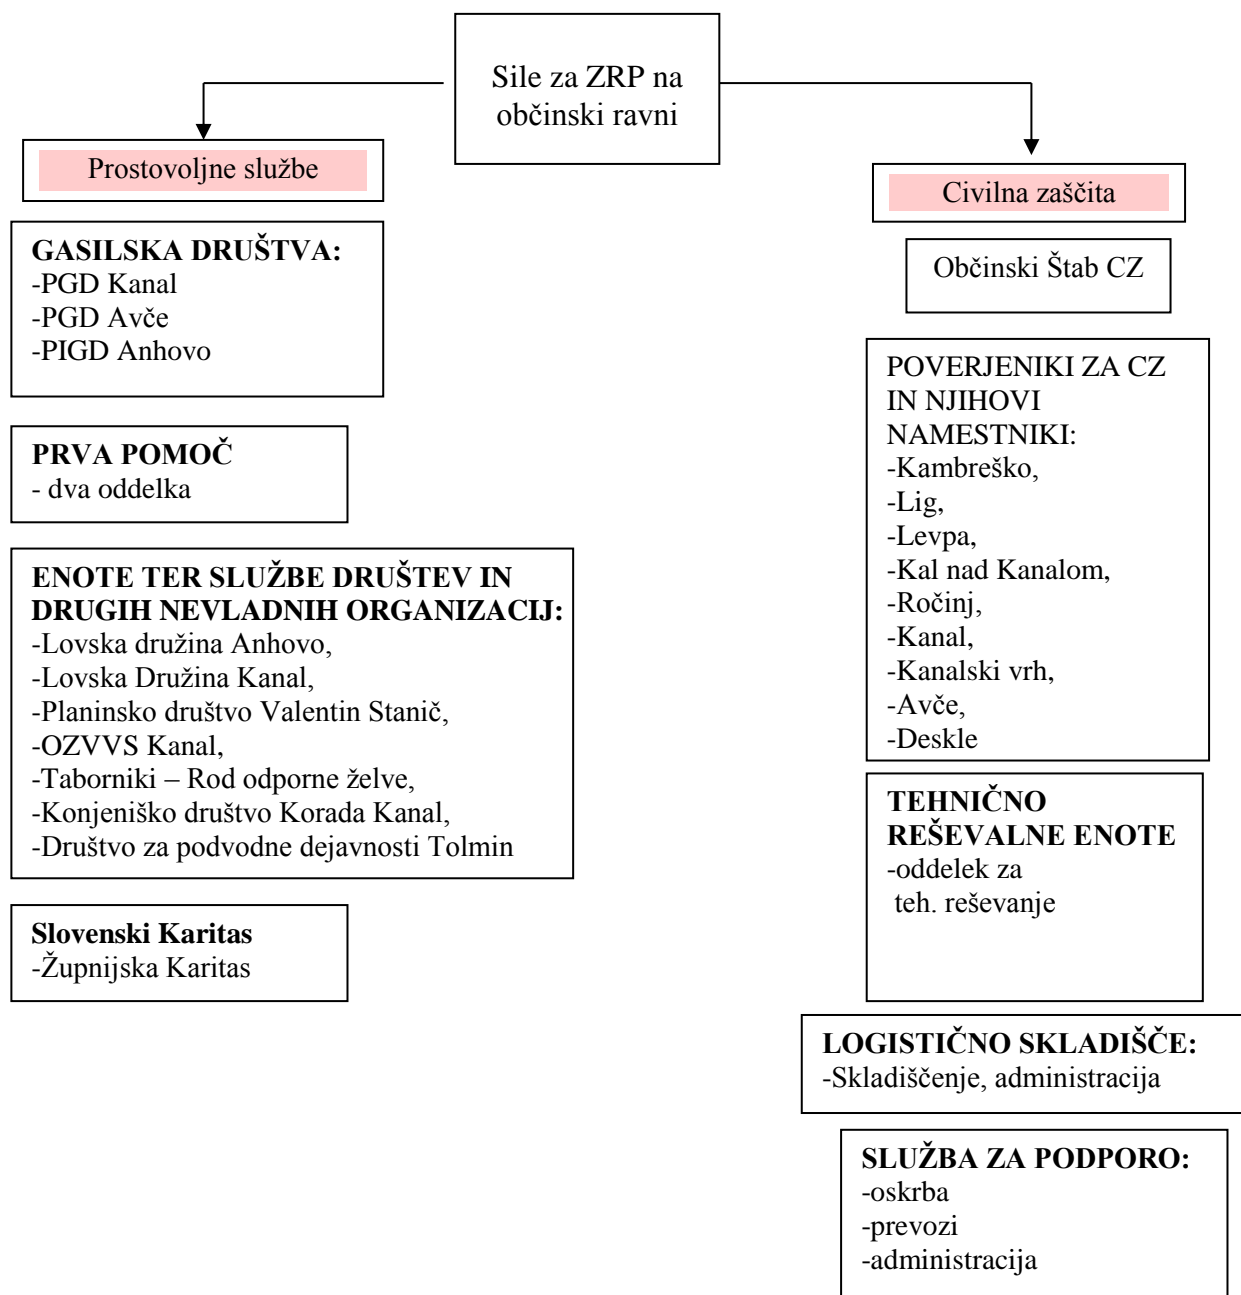 Sile za ZRP na
občinski ravni
Prostovoljne službe
GASILSKA DRUŠTVA:
-PGD Kanal
-PGD Avče
-PIGD Anhovo
PRVA POMOČ
- dva oddelka
ENOTE TER SLUŽBE DRUŠTEV IN
DRUGIH NEVLADNIH ORGANIZACIJ:
-Lovska družina Anhovo,
-Lovska Družina Kanal,
-Planinsko društvo Valentin Stanič,
-OZVVS Kanal,
-Taborniki – Rod odporne želve,
-Konjeniško društvo Korada Kanal,
-Društvo za podvodne dejavnosti Tolmin
Slovenski Karitas
-Župnijska Karitas
Civilna zaščita
Občinski Štab CZ
POVERJENIKI ZA CZ
IN NJIHOVI
NAMESTNIKI:
-Kambreško,
-Lig,
-Levpa,
-Kal nad Kanalom,
-Ročinj,
-Kanal,
-Kanalski vrh,
-Avče,
-Deskle
TEHNIČNO
REŠEVALNE ENOTE
-oddelek za
teh. reševanje
LOGISTIČNO SKLADIŠČE:
-Skladiščenje, administracija
SLUŽBA ZA PODPORO:
-oskrba
-prevozi
-administracija